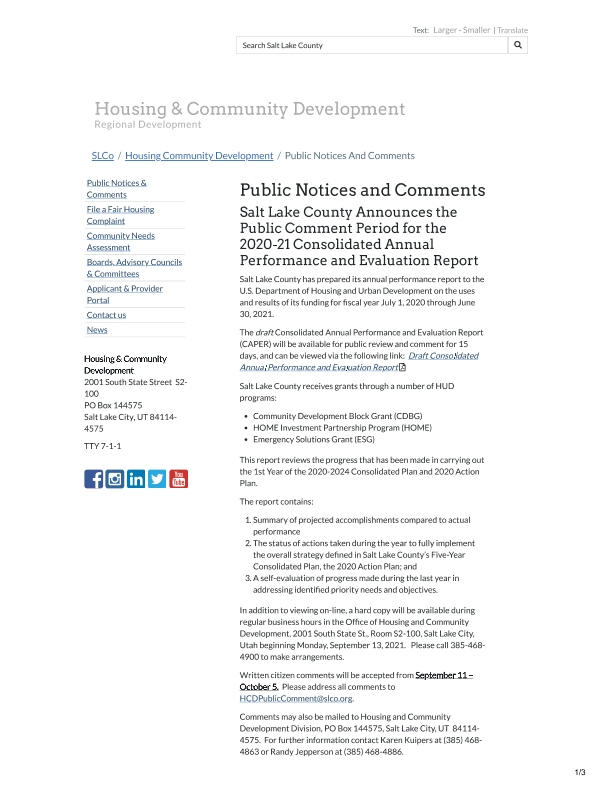 Text: Larger - Smaller | Translate
Search Salt Lake County
Housing & Community Development
Regional Development
SLCo / Housing Community Development / Public Notices And Comments
Public Notices &
Comments
File a Fair Housing
Complaint
Community Needs
Assessment
Boards, Advisory Councils
& Committees
Applicant & Provider
Portal
Contact us
News
Housing & Community
Development
2001 South State Street S2-
100
PO Box 144575
Salt Lake City, UT 84114-
4575
TTY 7-1-1
You
Tube
Public Notices and Comments
Salt Lake County Announces the
Public Comment Period for the
2020-21 Consolidated Annual
Performance and Evaluation Report
Salt Lake County has prepared its annual performance report to the
U.S. Department of Housing and Urban Development on the uses
and results of its funding for fiscal year July 1, 2020 through June
30, 2021.
The draft Consolidated Annual Performance and Evaluation Report
(CAPER) will be available for public review and comment for 15
days, and can be viewed via the following link: Draft Consolidated
Annual Performance and Evaluation Report
Salt Lake County receives grants through a number of HUD
programs:
• Community Development Block Grant (CDBG)
• HOME Investment Partnership Program (HOME)
• Emergency Solutions Grant (ESG)
This report reviews the progress that has been made in carrying out
the 1st Year of the 2020-2024 Consolidated Plan and 2020 Action
Plan.
The report contains:
1. Summary of projected accomplishments compared to actual
performance
2. The status of actions taken during the year to fully implement
the overall strategy defined in Salt Lake County's Five-Year
Consolidated Plan, the 2020 Action Plan; and
3. A self-evaluation of progress made during the last year in
addressing identified priority needs and objectives.
In addition to viewing on-line, a hard copy will be available during
regular business hours in the Office of Housing and Community
Development, 2001 South State St., Room S2-100, Salt Lake City,
Utah beginning Monday, September 13, 2021. Please call 385-468-
4900 to make arrangements.
Written citizen comments will be accepted from September 11 –
October 5. Please address all comments to
HCDPublicComment@slco.org.
Comments may also be mailed to Housing and Community
Development Division, PO Box 144575, Salt Lake City, UT 84114-
4575. For further information contact Karen Kuipers at (385) 468-
4863 or Randy Jepperson at (385) 468-4886.
1/3